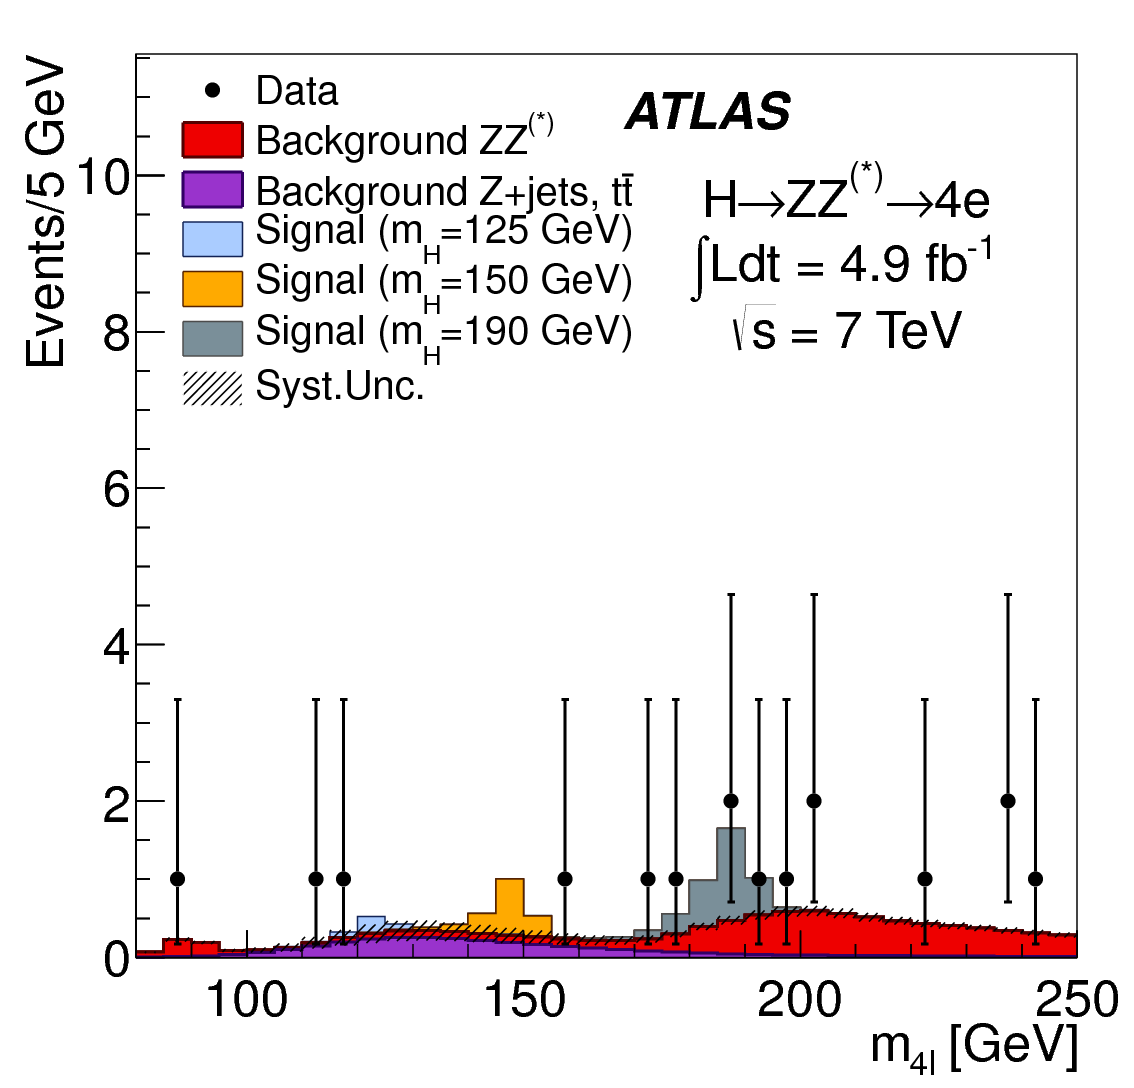 Data
Background ZZ(*)
Background Z+jets, tt̄
Signal (mH=125 GeV)
Signal (mH=150 GeV)
Signal (mH=190 GeV)
Syst.Unc.
ATLAS
H→ZZ(*)→4e
∫Ldt = 4.9 fb-1
√s = 7 TeV
Events/5 GeV
10
8
6
4
2
0
100 150 200 250
m4l [GeV]